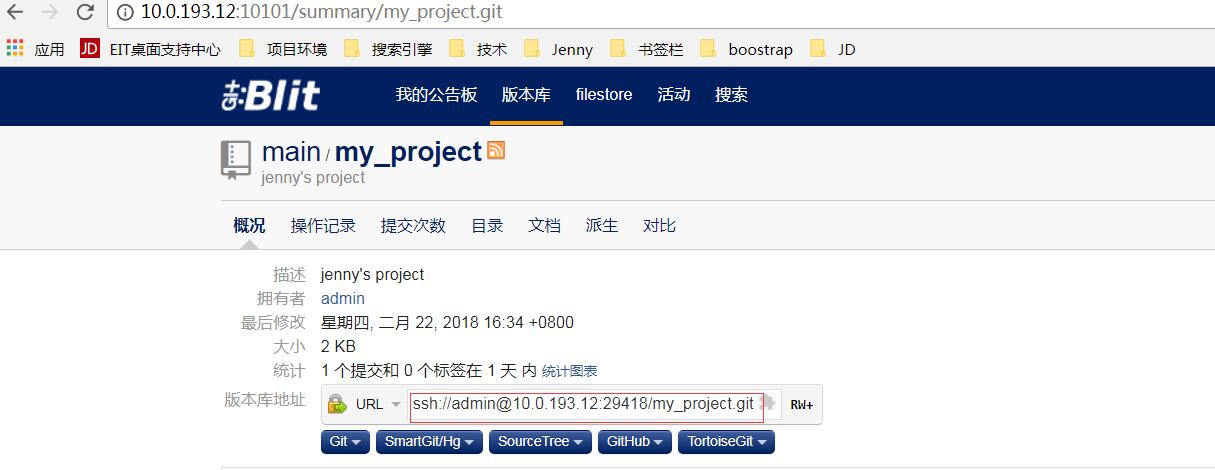 10.0.193.12:10101/summary/my_project.git
应用 JD EIT桌面支持中心 项目环境 搜索引擎 技术 Jenny 书签栏 boostrap JD
Blit 我的公告板 版本库 filestore 活动 搜索
main / my_project
jenny's project
概况 操作记录 提交次数 目录 文档 派生 对比
描述 jenny's project
拥有者 admin
最后修改 星期四, 二月 22, 2018 16:34 +0800
大小 2 KB
统计 1 个提交和 0 个标签在 1 天 内 统计图表
版本库地址 URL ssh://admin@10.0.193.12:29418/my_project.git RW+
Git SmartGit/Hg SourceTree GitHub TortoiseGit